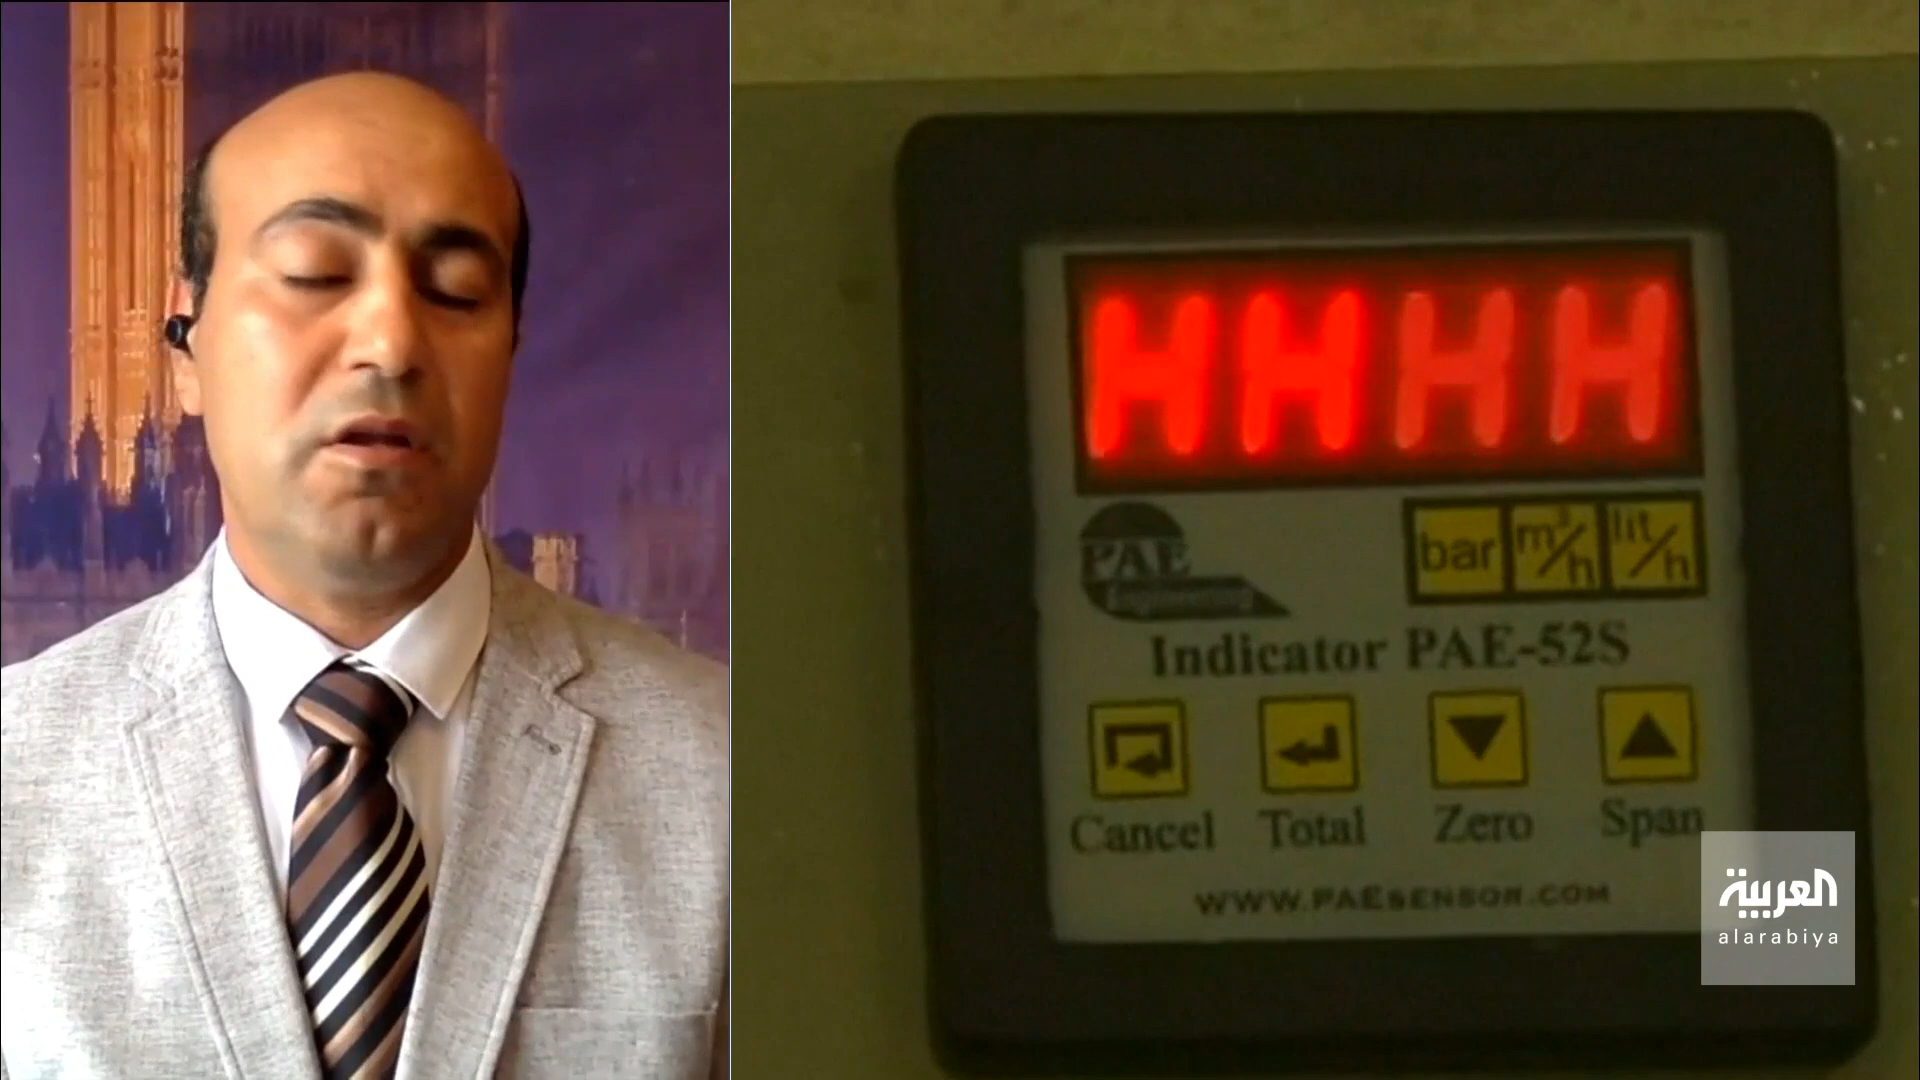 HHHH
PAE
Engineering
bar m³/h lit/h
Indicator PAE-52S
Cancel Total Zero Span
WWW.PAESENSOR.COM
العربية
alarabiya